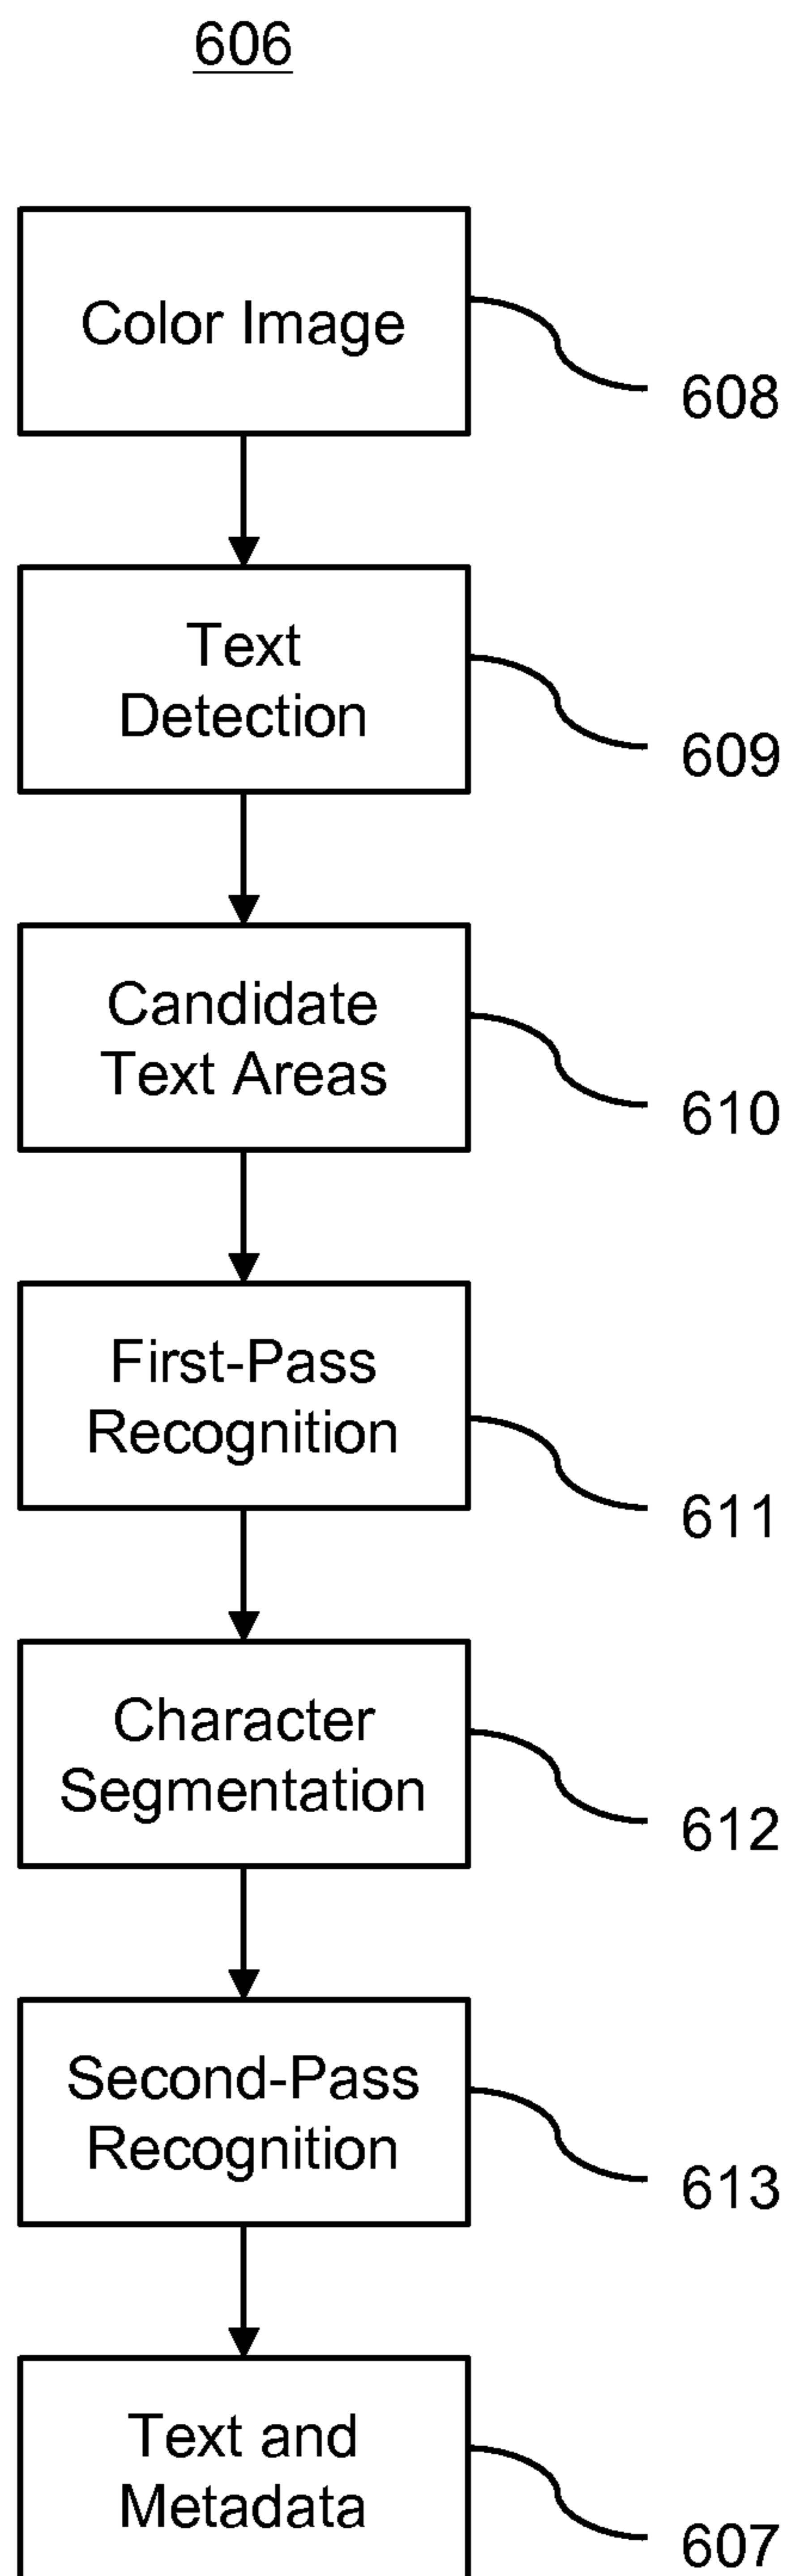 606
Color Image
608
Text
Detection
609
Candidate
Text Areas
610
First-Pass
Recognition
611
Character
Segmentation
612
Second-Pass
Recognition
613
Text and
Metadata
607